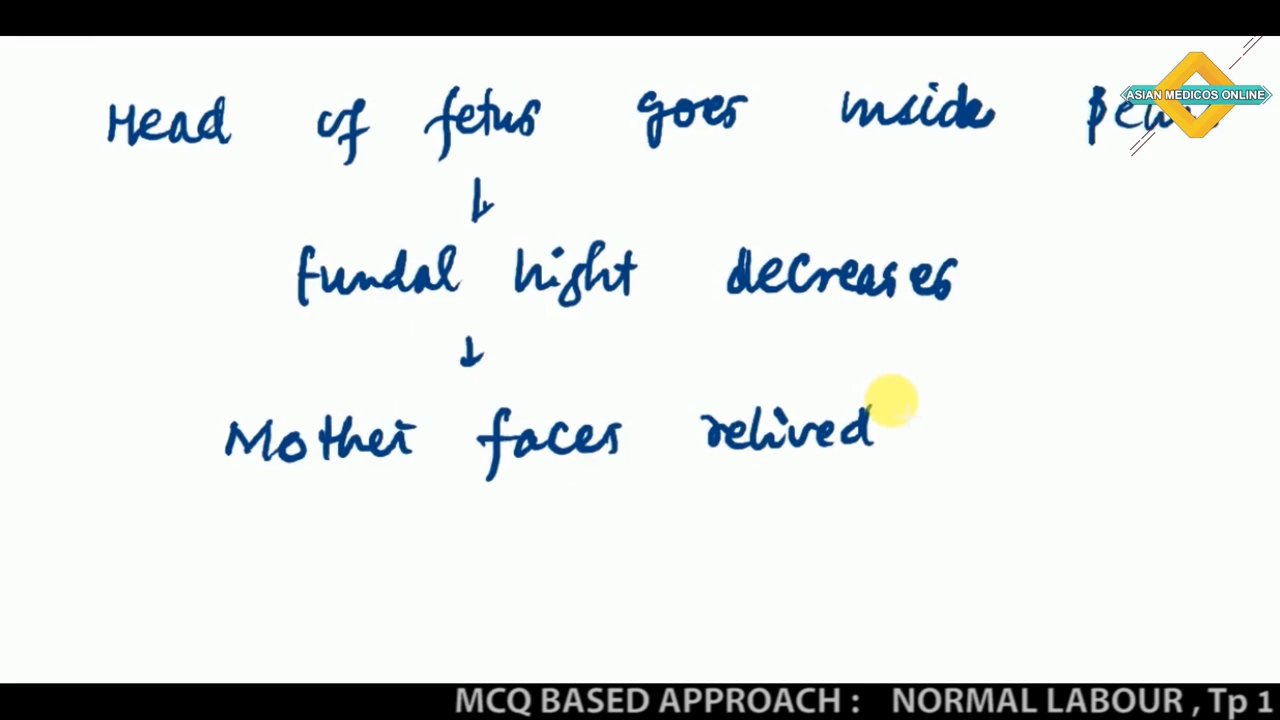 Head of fetus goes inside
ASIAN MEDICOS ONLINE
↓
fundal hight decreases
↓
Mother faces relived
MCQ BASED APPROACH : NORMAL LABOUR , Tp 1